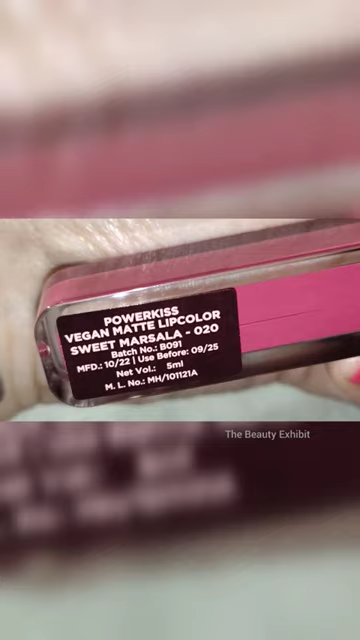 POWERKISS
VEGAN MATTE LIPCOLOR
SWEET MARSALA - 020
Batch No.: B091
MFD.: 10/22 | Use Before: 09/25
Net Vol.: 5ml
M. L. No.: MH/101121A
The Beauty Exhibit